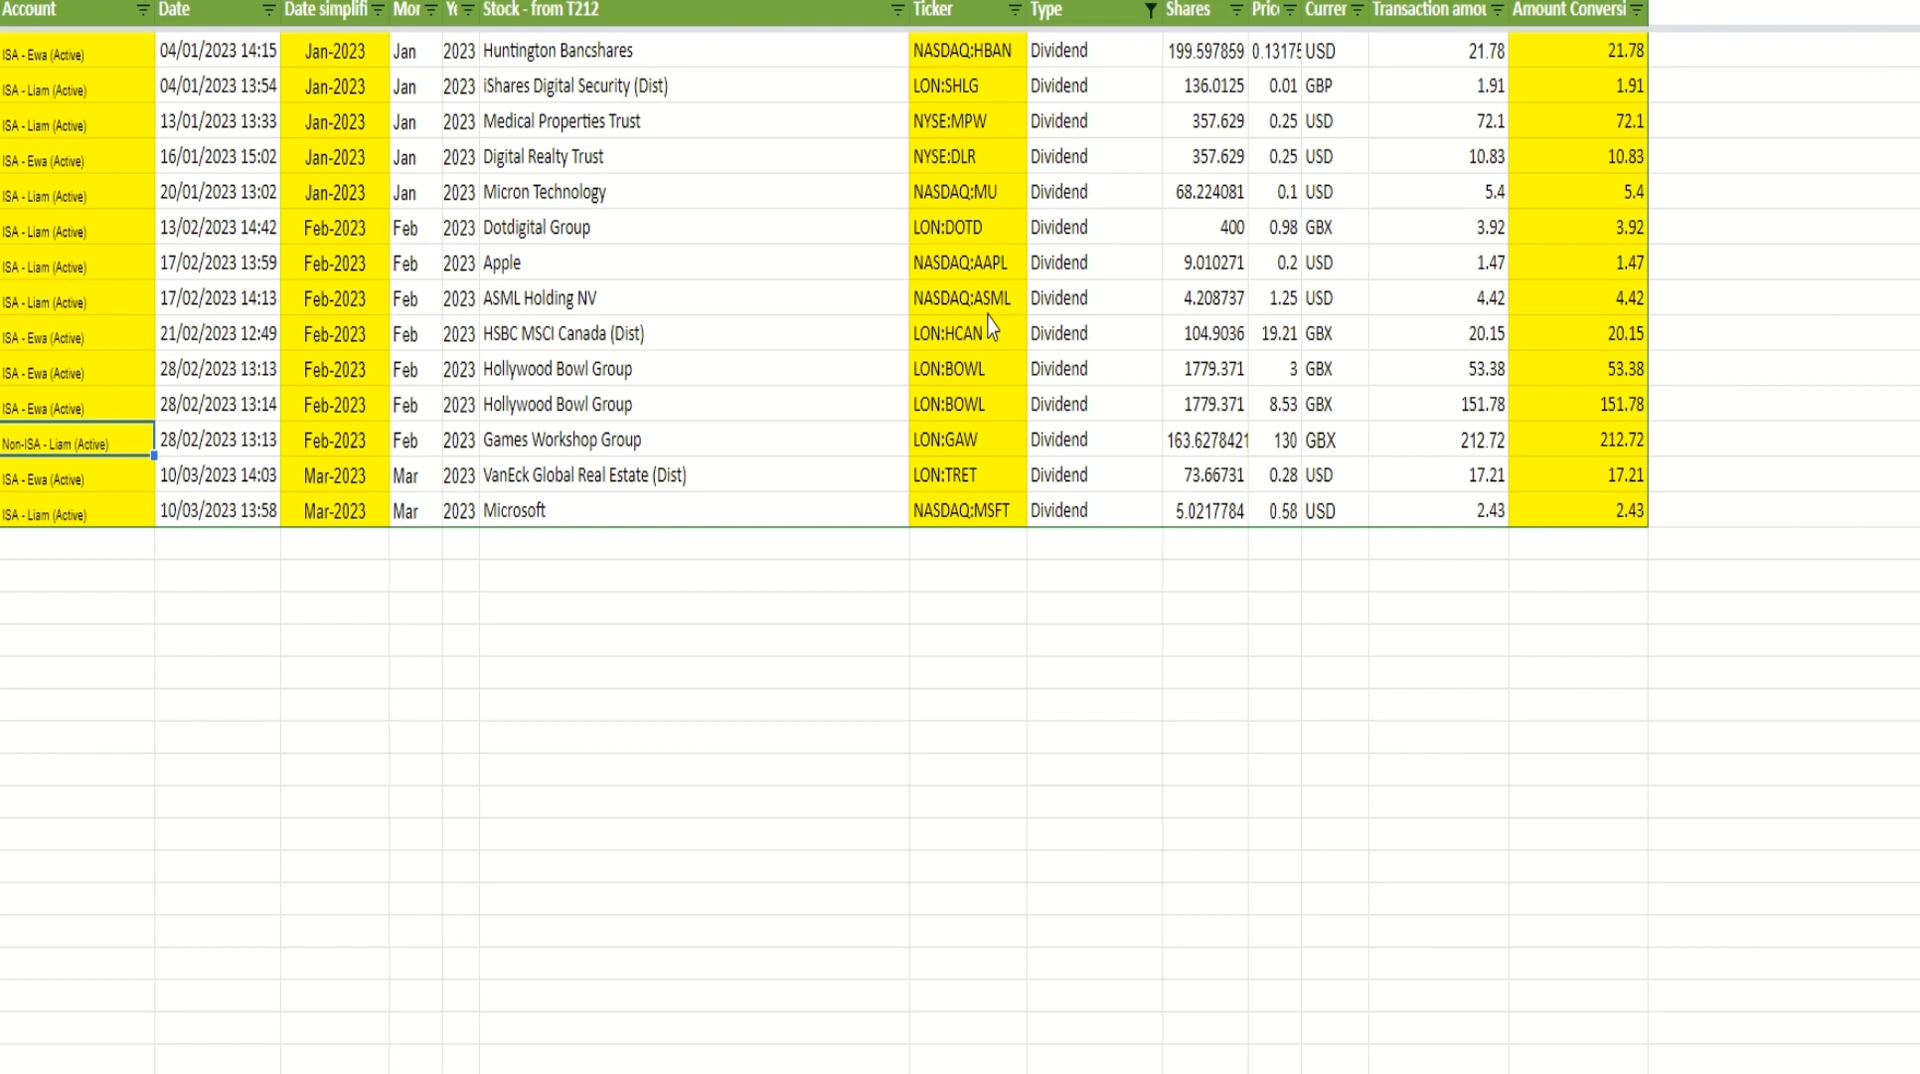 Account Date Date simplifi Mor Ye Stock - from T212 Ticker Type Shares Pric Currer Transaction amou Amount Conversi
ISA - Ewa (Active) 04/01/2023 14:15 Jan-2023 Jan 2023 Huntington Bancshares NASDAQ:HBAN Dividend 199.597859 0.13175 USD 21.78 21.78
ISA - Liam (Active) 04/01/2023 13:54 Jan-2023 Jan 2023 iShares Digital Security (Dist) LON:SHLG Dividend 136.0125 0.01 GBP 1.91 1.91
ISA - Liam (Active) 13/01/2023 13:33 Jan-2023 Jan 2023 Medical Properties Trust NYSE:MPW Dividend 357.629 0.25 USD 72.1 72.1
ISA - Ewa (Active) 16/01/2023 15:02 Jan-2023 Jan 2023 Digital Realty Trust NYSE:DLR Dividend 357.629 0.25 USD 10.83 10.83
ISA - Liam (Active) 20/01/2023 13:02 Jan-2023 Jan 2023 Micron Technology NASDAQ:MU Dividend 68.224081 0.1 USD 5.4 5.4
ISA - Liam (Active) 13/02/2023 14:42 Feb-2023 Feb 2023 Dotdigital Group LON:DOTD Dividend 400 0.98 GBX 3.92 3.92
ISA - Liam (Active) 17/02/2023 13:59 Feb-2023 Feb 2023 Apple NASDAQ:AAPL Dividend 9.010271 0.2 USD 1.47 1.47
ISA - Liam (Active) 17/02/2023 14:13 Feb-2023 Feb 2023 ASML Holding NV NASDAQ:ASML Dividend 4.208737 1.25 USD 4.42 4.42
ISA - Ewa (Active) 21/02/2023 12:49 Feb-2023 Feb 2023 HSBC MSCI Canada (Dist) LON:HCAN Dividend 104.9036 19.21 GBX 20.15 20.15
ISA - Ewa (Active) 28/02/2023 13:13 Feb-2023 Feb 2023 Hollywood Bowl Group LON:BOWL Dividend 1779.371 3 GBX 53.38 53.38
ISA - Ewa (Active) 28/02/2023 13:14 Feb-2023 Feb 2023 Hollywood Bowl Group LON:BOWL Dividend 1779.371 8.53 GBX 151.78 151.78
Non-ISA - Liam (Active) 28/02/2023 13:13 Feb-2023 Feb 2023 Games Workshop Group LON:GAW Dividend 163.6278421 130 GBX 212.72 212.72
ISA - Ewa (Active) 10/03/2023 14:03 Mar-2023 Mar 2023 VanEck Global Real Estate (Dist) LON:TRET Dividend 73.66731 0.28 USD 17.21 17.21
ISA - Liam (Active) 10/03/2023 13:58 Mar-2023 Mar 2023 Microsoft NASDAQ:MSFT Dividend 5.0217784 0.58 USD 2.43 2.43